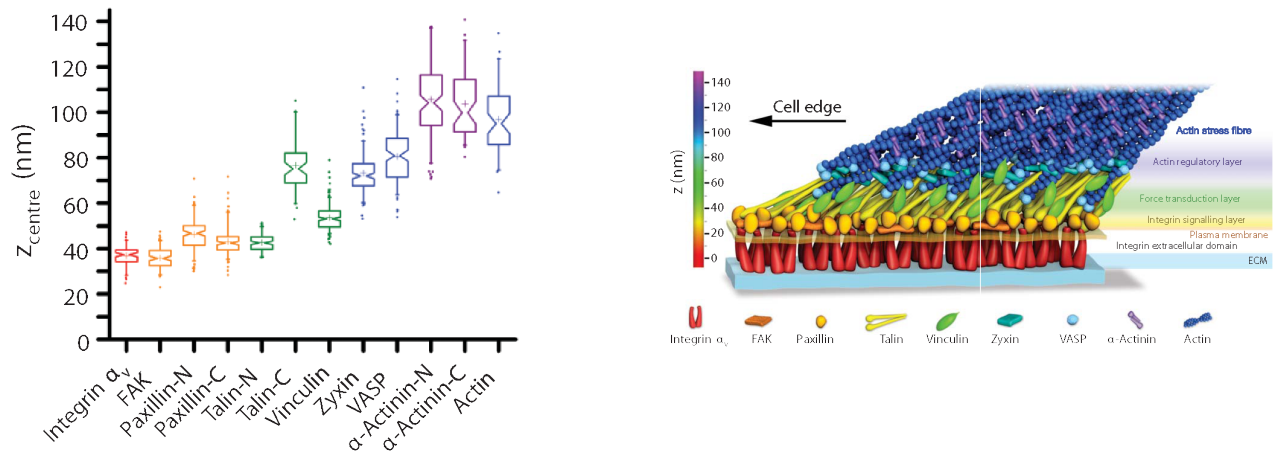 140
120
100
80
60
40
20
0
z centre (nm)
Integrin αv
FAK
Paxillin-N
Paxillin-C
Talin-N
Talin-C
Vinculin
Zyxin
VASP
α-Actinin-N
α-Actinin-C
Actin
z (nm)
140
120
100
80
60
40
20
0
Cell edge
Actin stress fibre
Actin regulatory layer
Force transduction layer
Integrin signalling layer
Plasma membrane
Integrin extracellular domain
ECM
Integrin αv FAK Paxillin Talin Vinculin Zyxin VASP α-Actinin Actin